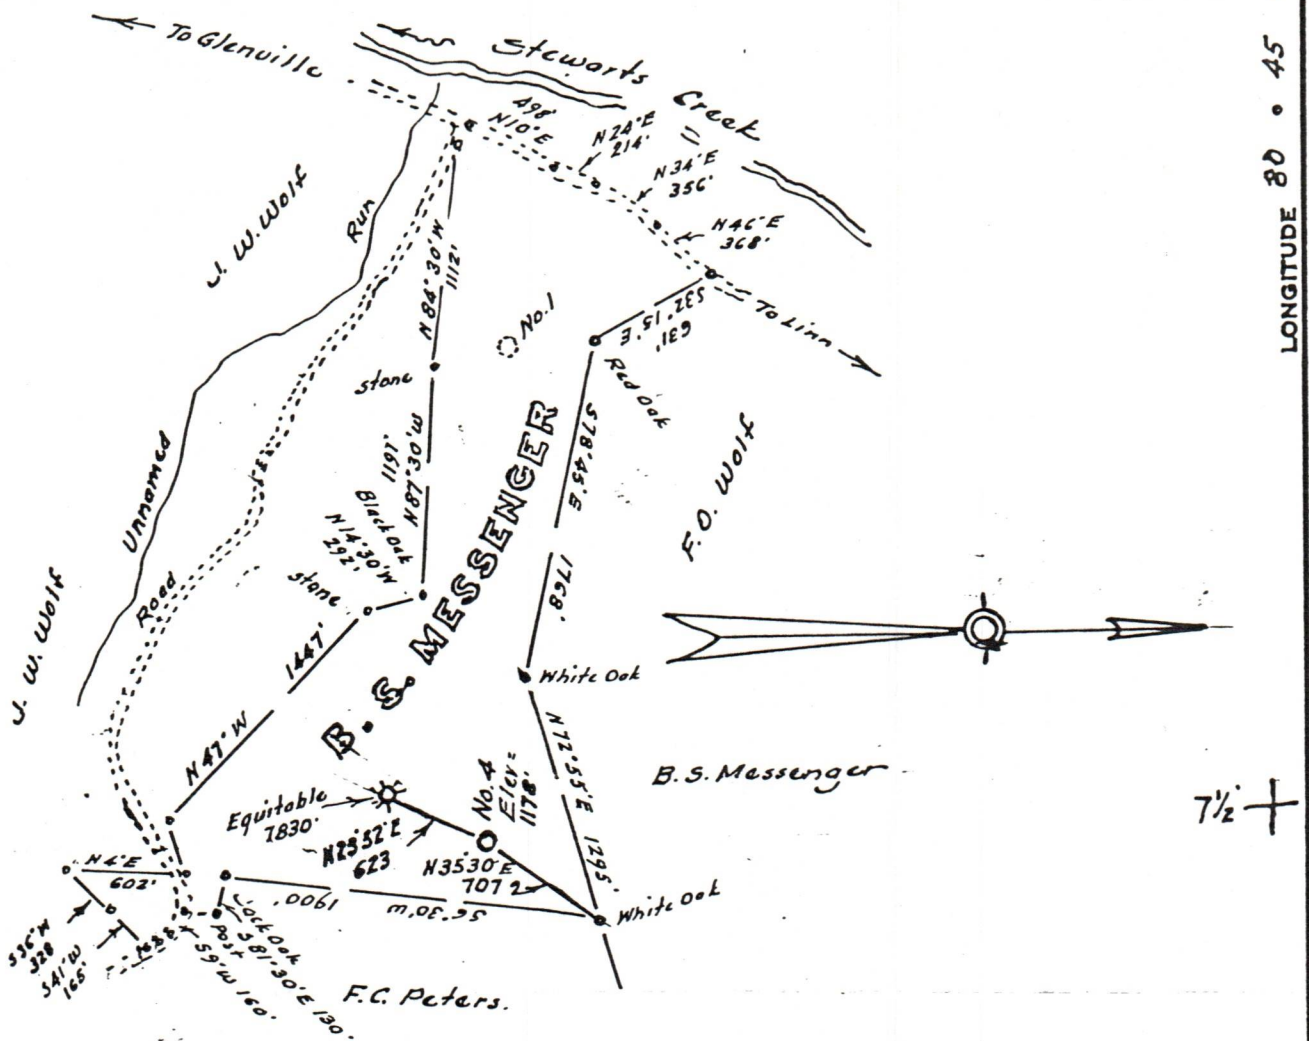 To Glenville
Stewarts Creek
498'
N10°E
N24°E
214'
N34°E
356'
N46°E
368'
To Linn
LONGITUDE 80 • 45
J. W. Wolf
Run
N84°30'W
1112'
No.1
S32°15'E
631'
Red Oak
stone
S78°45'E
1768'
F. O. Wolf
1197'
N87°30'W
Black Oak
N14°30'W
292'
stone
Unnamed
Road
J. W. Wolf
1447'
N47°W
B. S. MESSENGER
White Oak
B. S. Messenger
N72°55'E 1295'
7½'
No.4
Elev =
1178'
Equitable
7830'
N23°52'E
623
N35°30'E
707.2
White Oak
N4°E
602'
1900'
S6°30'W
S36°W
328
S41°W
165'
Post
S81°30'E 130'
S9°W 160'
F.C. Peters.